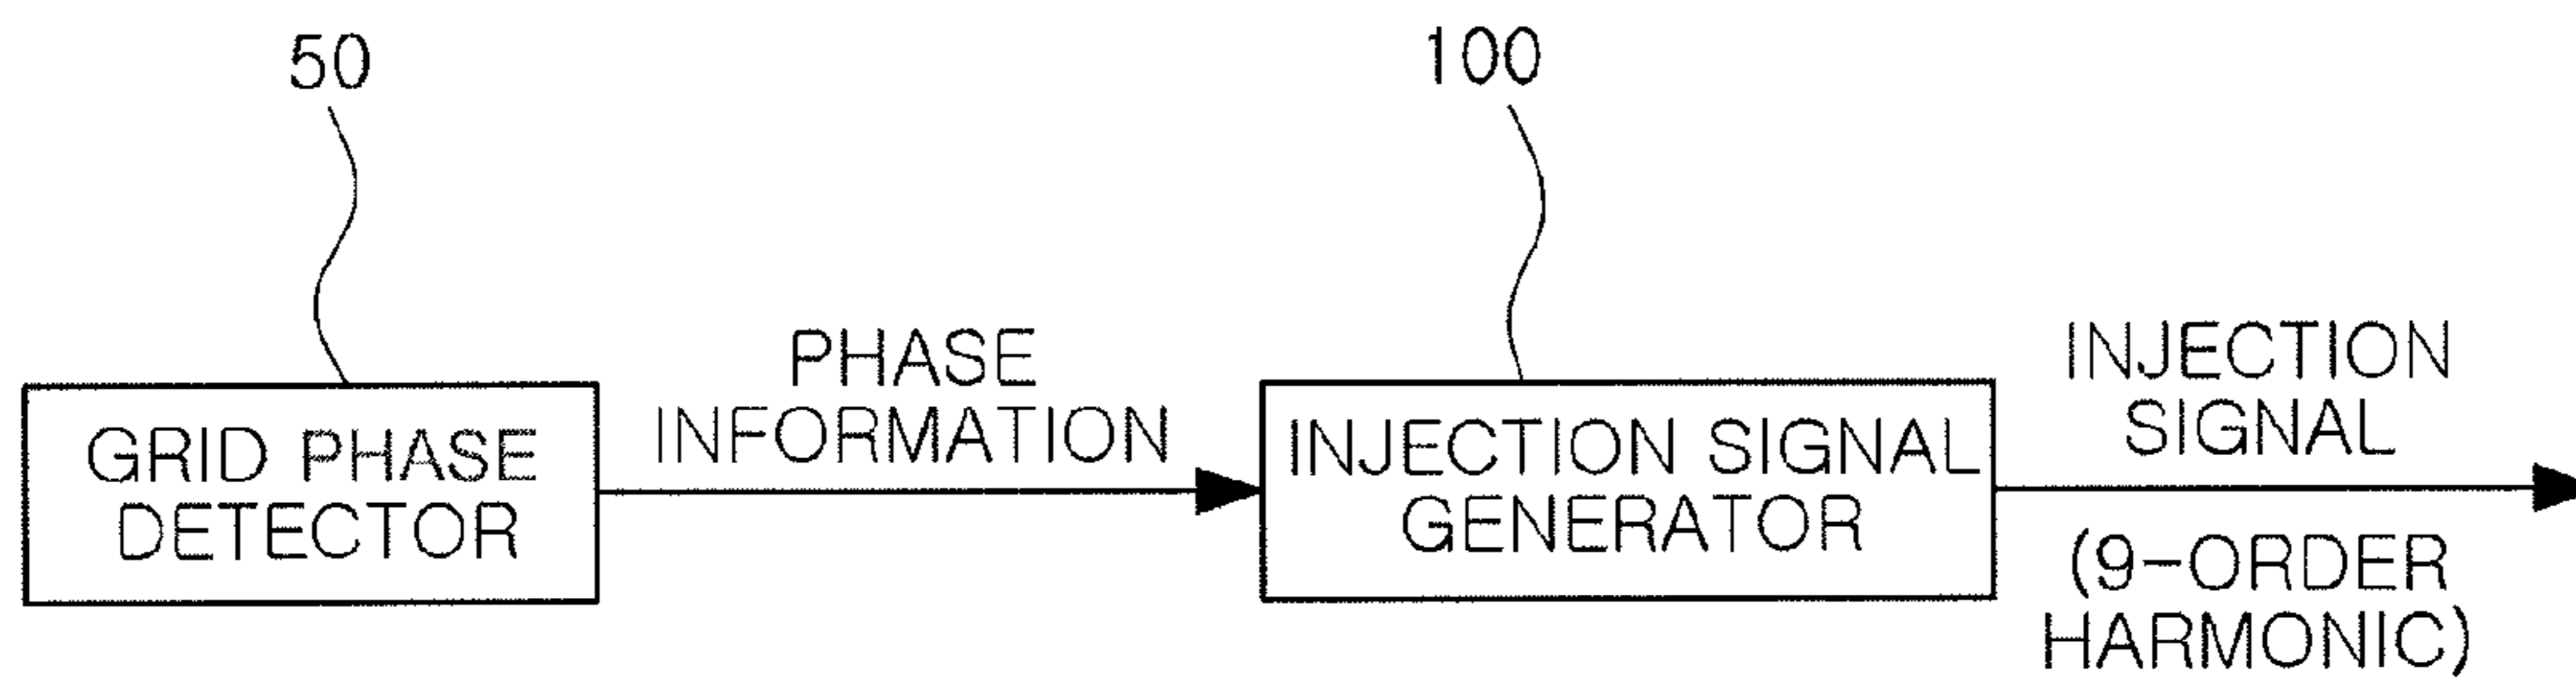 50
100
GRID PHASE
DETECTOR
PHASE
INFORMATION
INJECTION SIGNAL
GENERATOR
INJECTION
SIGNAL
(9-ORDER
HARMONIC)